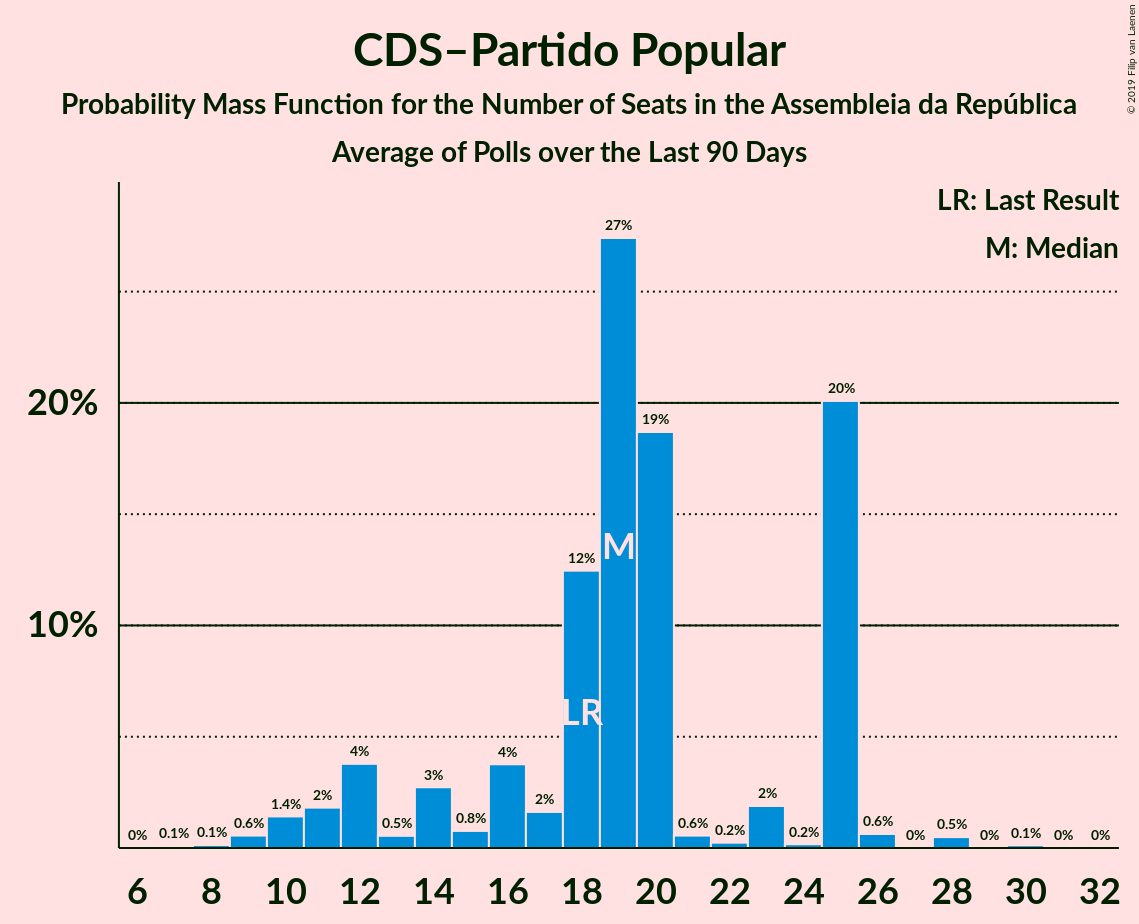 CDS–Partido Popular
Probability Mass Function for the Number of Seats in the Assembleia da República
Average of Polls over the Last 90 Days
© 2019 Filip van Laenen
LR: Last Result
M: Median
20%
10%
0% 0.1% 0.1% 0.6% 1.4% 2% 4% 0.5% 3% 0.8% 4% 2% 12% 27% 19% 0.6% 0.2% 2% 0.2% 20% 0.6% 0% 0.5% 0% 0.1% 0% 0%
M
LR
6 8 10 12 14 16 18 20 22 24 26 28 30 32